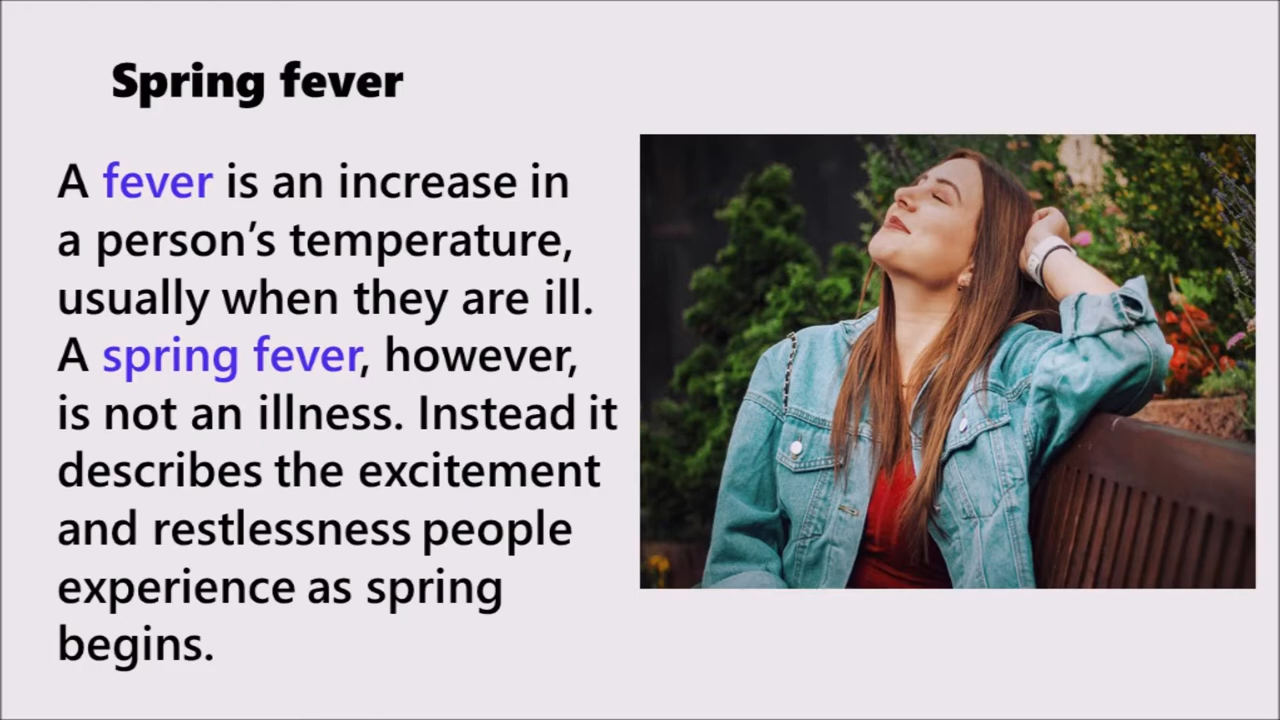 Spring fever
A fever is an increase in
a person’s temperature,
usually when they are ill.
A spring fever, however,
is not an illness. Instead it
describes the excitement
and restlessness people
experience as spring
begins.